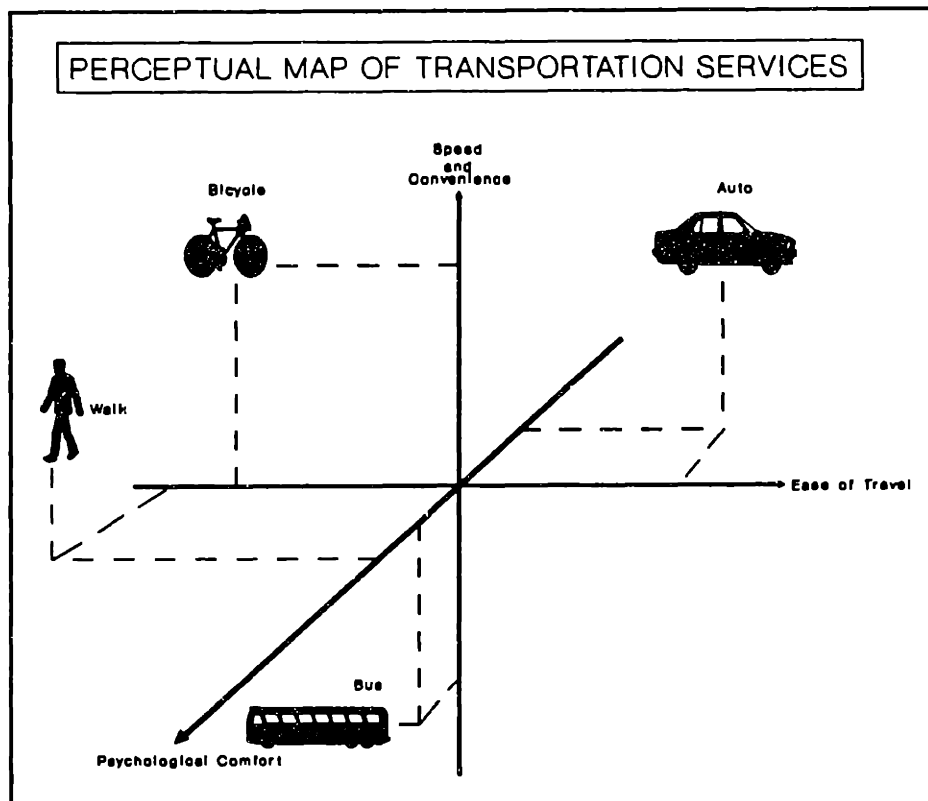 PERCEPTUAL MAP OF TRANSPORTATION SERVICES
Speed
and
Convenience
Bicycle
Auto
Walk
Ease of Travel
Bus
Psychological Comfort